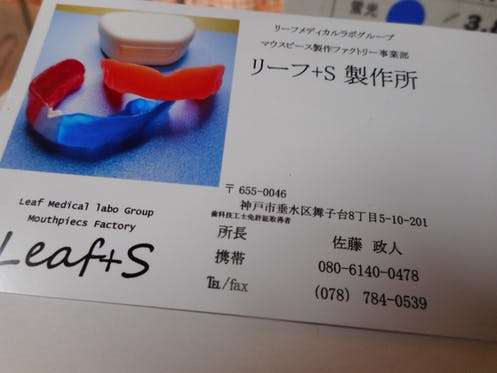 リーフメディカルラボグループ
マウスピース製作ファクトリー事業部
リーフ+S 製作所
〒 655-0046
神戸市垂水区舞子台8丁目5-10-201
歯科技工士免許証取得者
所長 佐藤 政人
携帯 080-6140-0478
℡/fax (078) 784-0539
Leaf Medical labo Group
Mouthpiecs Factory
Leaf+S
蛍光